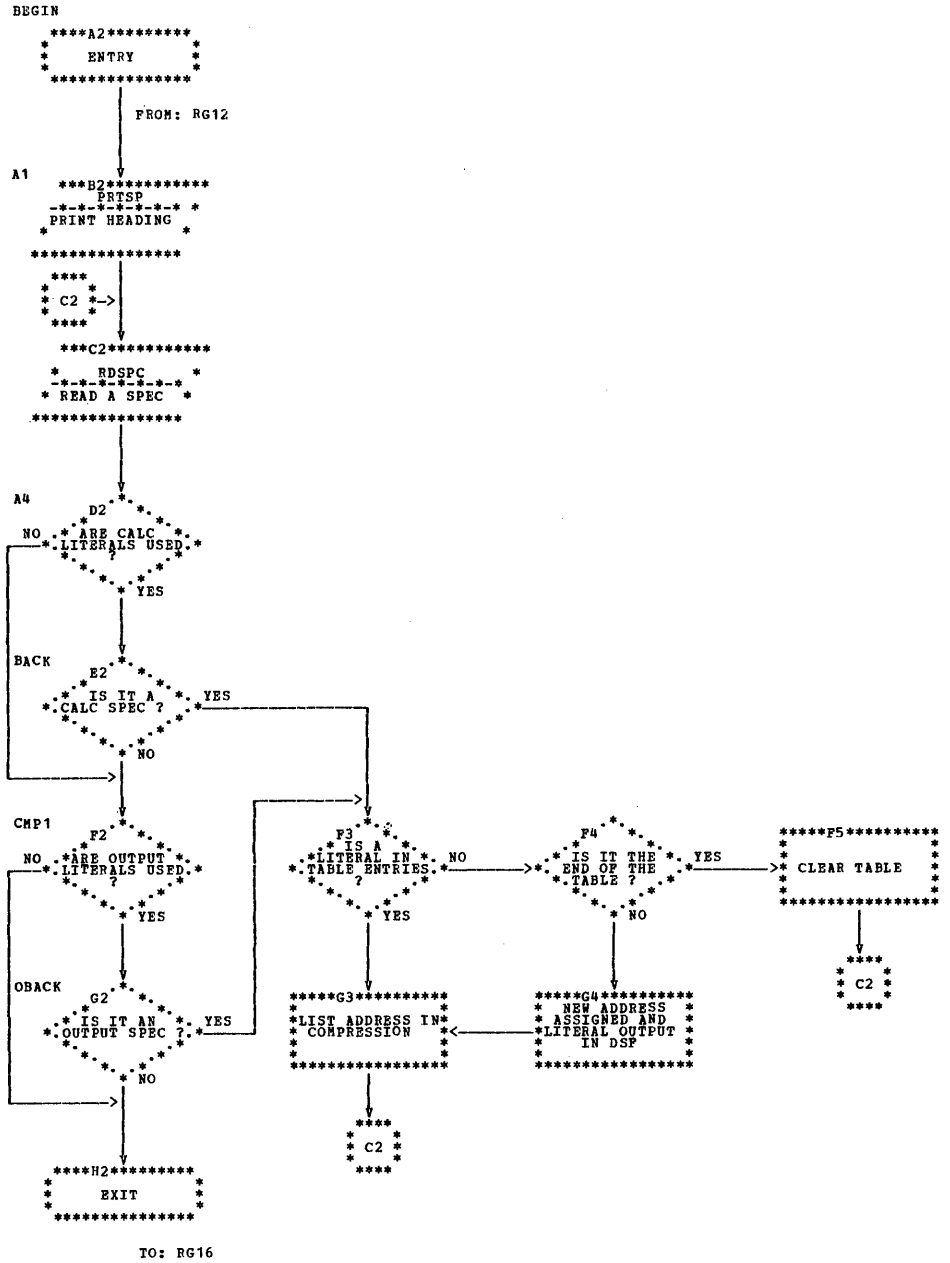 BEGIN
A2
ENTRY
FROM: RG12
A1
B2
PRTSP
PRINT HEADING
C2
C2
RDSPC
READ A SPEC
A4
D2
NO
ARE CALC
LITERALS USED
?
YES
BACK
E2
IS IT A
CALC SPEC ?
YES
NO
CMP1
F2
NO
ARE OUTPUT
LITERALS USED
?
YES
F3
IS A
LITERAL IN
TABLE ENTRIES
?
NO
YES
F4
IS IT THE
END OF THE
TABLE ?
YES
NO
F5
CLEAR TABLE
C2
OBACK
G2
IS IT AN
OUTPUT SPEC ?
YES
NO
G3
LIST ADDRESS IN
COMPRESSION
G4
NEW ADDRESS
ASSIGNED AND
LITERAL OUTPUT
IN DSF
C2
H2
EXIT
TO: RG16